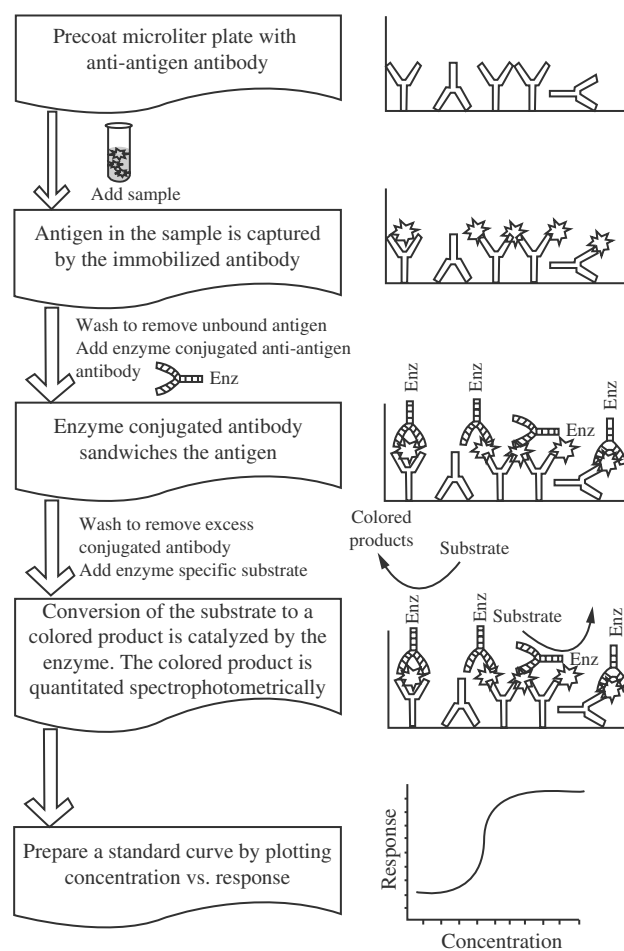 Precoat microliter plate with
anti-antigen antibody
Add sample
Antigen in the sample is captured
by the immobilized antibody
Wash to remove unbound antigen
Add enzyme conjugated anti-antigen
antibody
Enz
Enzyme conjugated antibody
sandwiches the antigen
Enz
Enz
Enz
Enz
Wash to remove excess
conjugated antibody
Add enzyme specific substrate
Colored
products
Substrate
Conversion of the substrate to a
colored product is catalyzed by the
enzyme. The colored product is
quantitated spectrophotometrically
Enz
Enz
Substrate
Enz
Enz
Prepare a standard curve by plotting
concentration vs. response
Response
Concentration